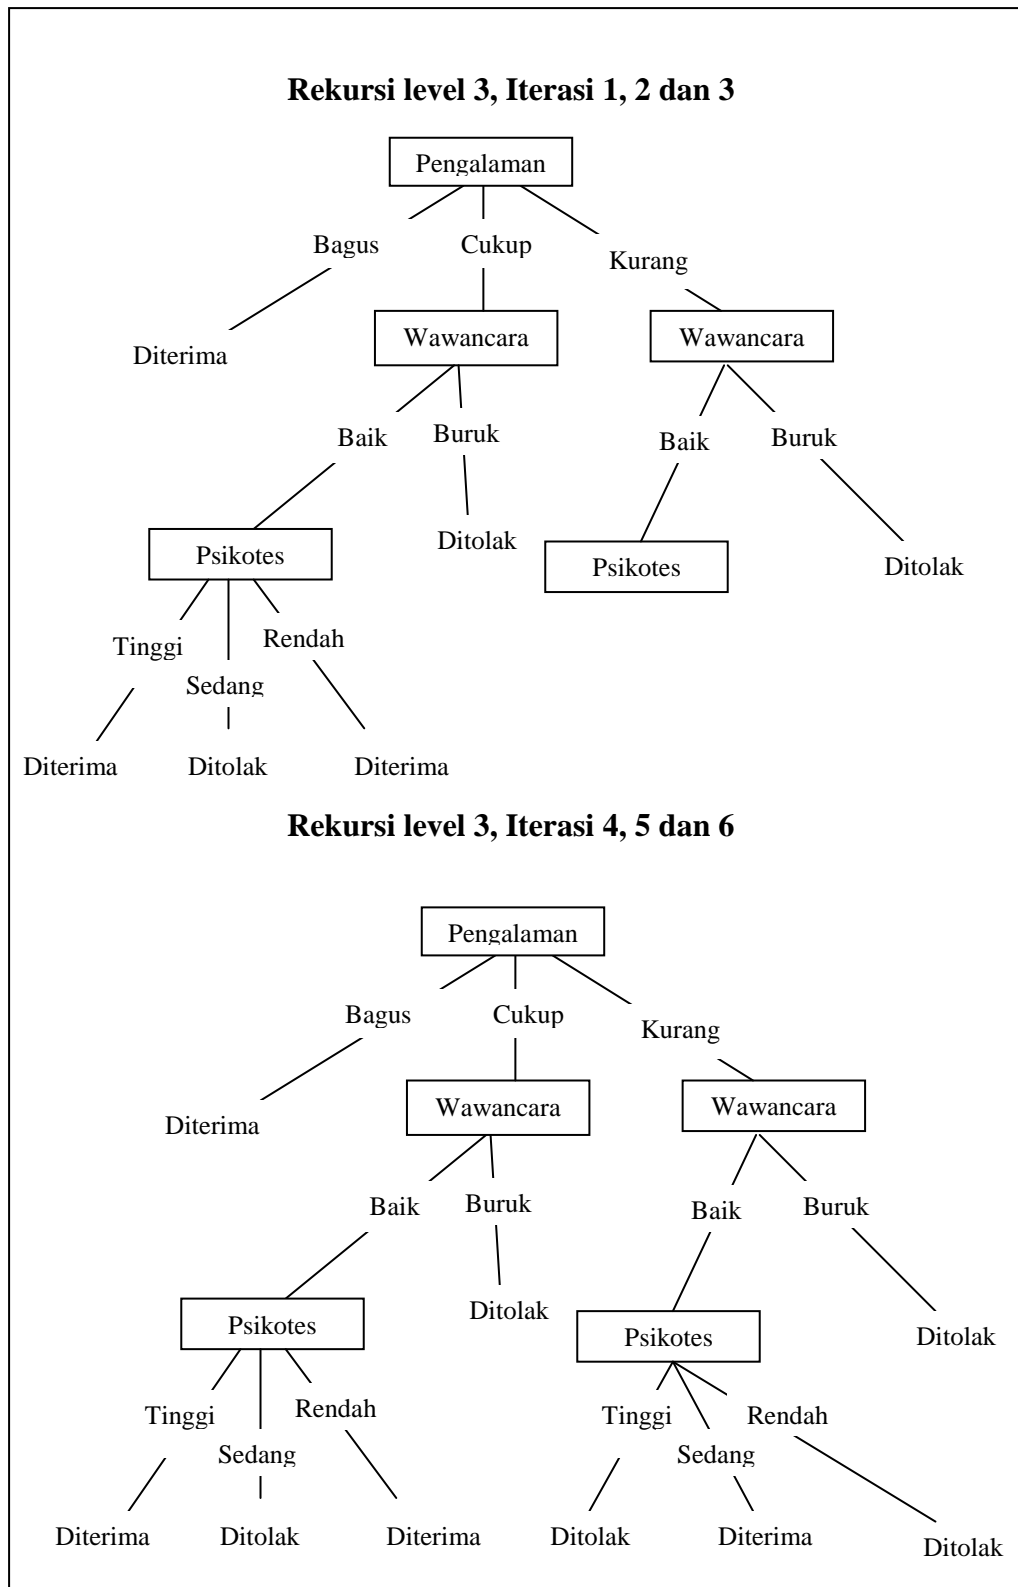 Rekursi level 3, Iterasi 1, 2 dan 3
Pengalaman
Bagus Cukup Kurang
Diterima Wawancara Wawancara
Baik Buruk Baik Buruk
Psikotes Ditolak Psikotes Ditolak
Tinggi Sedang Rendah
Diterima Ditolak Diterima
Rekursi level 3, Iterasi 4, 5 dan 6
Pengalaman
Bagus Cukup Kurang
Diterima Wawancara Wawancara
Baik Buruk Baik Buruk
Psikotes Ditolak Psikotes Ditolak
Tinggi Sedang Rendah Tinggi Sedang Rendah
Diterima Ditolak Diterima Ditolak Diterima Ditolak